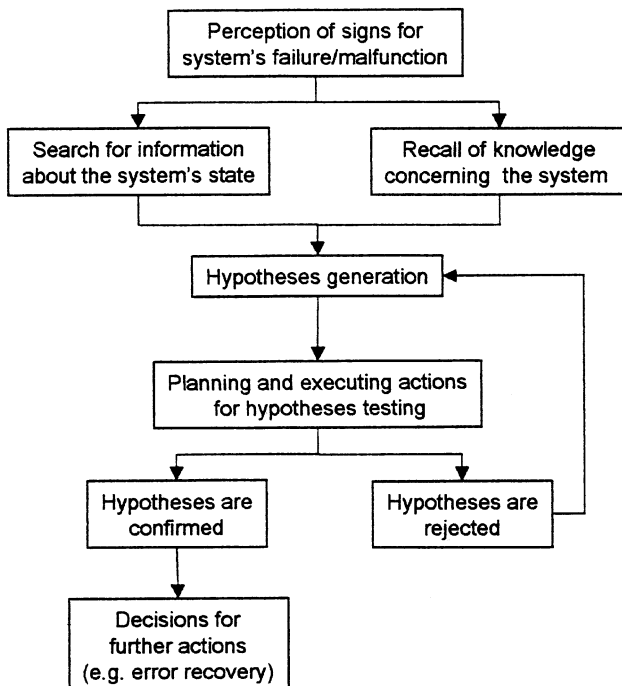 Perception of signs for
system's failure/malfunction
Search for information
about the system's state
Recall of knowledge
concerning the system
Hypotheses generation
Planning and executing actions
for hypotheses testing
Hypotheses are
confirmed
Hypotheses are
rejected
Decisions for
further actions
(e.g. error recovery)